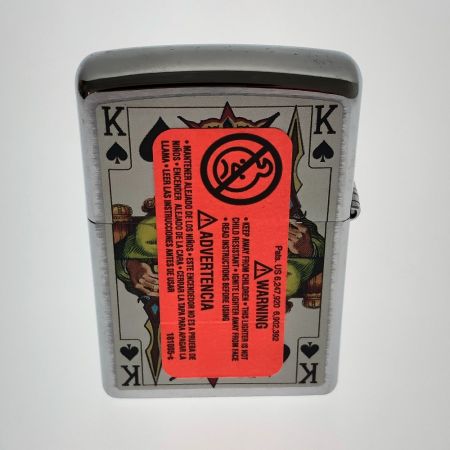 K
K
Pats. US 6,247,920 6,902,392
WARNING
• KEEP AWAY FROM CHILDREN • THIS LIGHTER IS NOT
CHILD RESISTANT • IGNITE LIGHTER AWAY FROM FACE
• READ INSTRUCTIONS BEFORE USING
ADVERTENCIA
• MANTENER ALEJADO DE LOS NIÑOS • ESTE ENCENDEDOR NO ES A PRUEBA DE
NIÑOS • ENCENDER ALEJADO DE LA CARA • CERRAR LA TAPA PARA APAGAR LA
LLAMA • LEER LAS INSTRUCCIONES ANTES DE USAR
181005-s
K
K